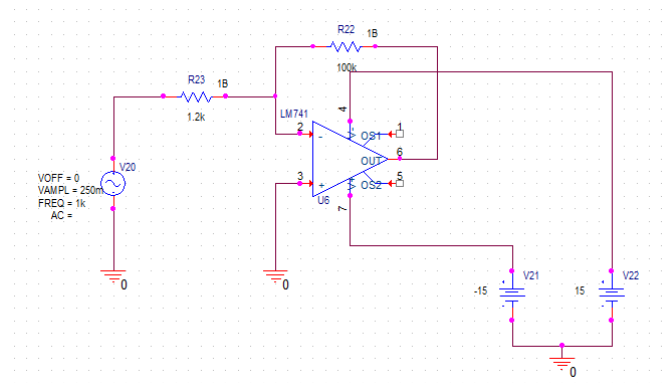 R22
1B
100k
R23
1B
1.2k
LM741
4
V-
2
-
OS1
1
6
OUT
3
+
V+
OS2
5
U6
7
V20
VOFF = 0
VAMPL = 250m
FREQ = 1k
AC =
0
0
V21
-15
V22
15
0